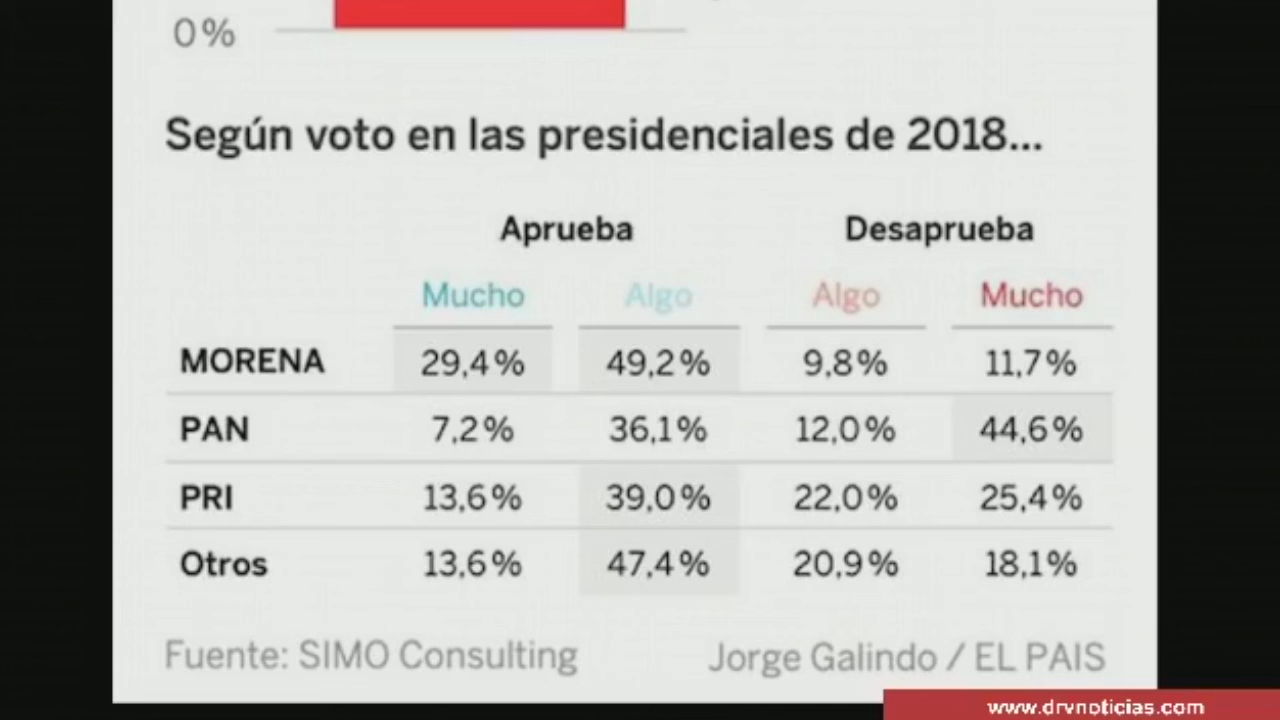 0%
Según voto en las presidenciales de 2018...
Aprueba Desaprueba
Mucho Algo Algo Mucho
MORENA 29,4% 49,2% 9,8% 11,7%
PAN 7,2% 36,1% 12,0% 44,6%
PRI 13,6% 39,0% 22,0% 25,4%
Otros 13,6% 47,4% 20,9% 18,1%
Fuente: SIMO Consulting Jorge Galindo / EL PAIS
www.drvnoticias.com